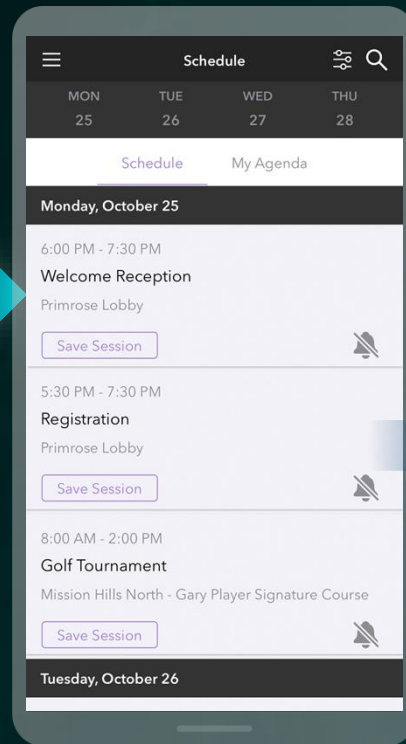 Schedule
MON TUE WED THU
25 26 27 28
Schedule My Agenda
Monday, October 25
6:00 PM - 7:30 PM
Welcome Reception
Primrose Lobby
Save Session
5:30 PM - 7:30 PM
Registration
Primrose Lobby
Save Session
8:00 AM - 2:00 PM
Golf Tournament
Mission Hills North - Gary Player Signature Course
Save Session
Tuesday, October 26